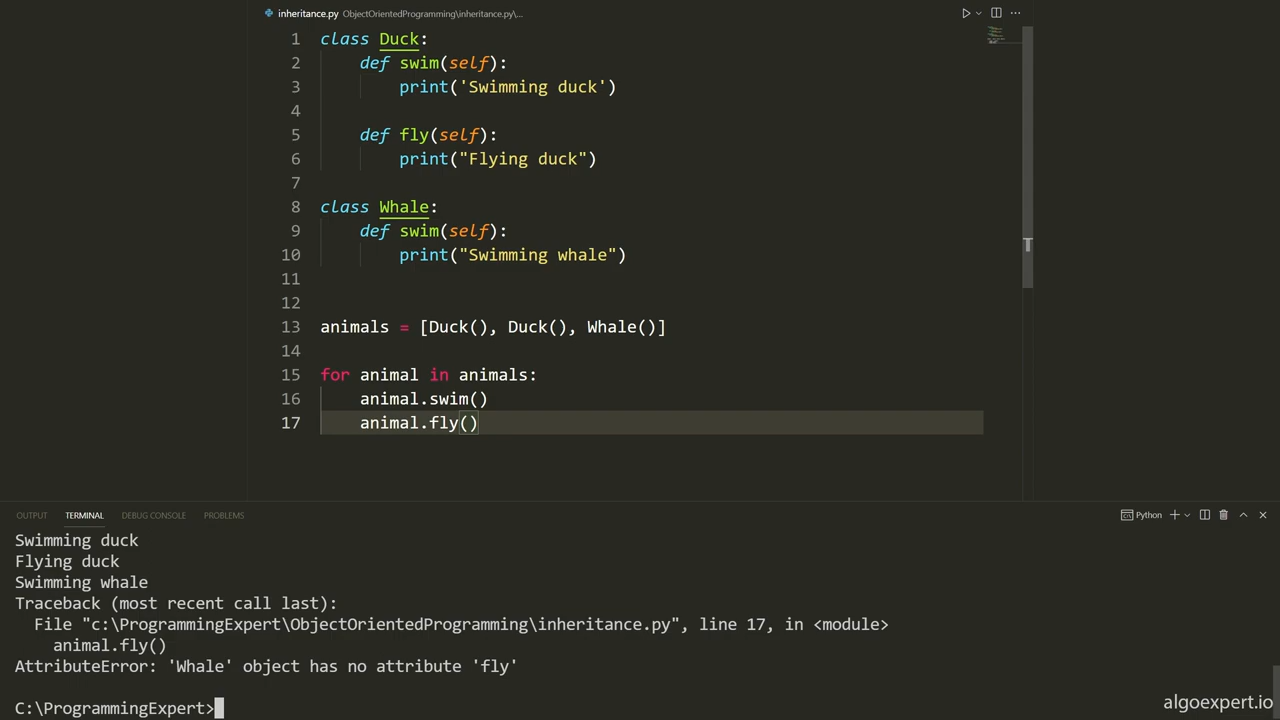 inheritance.py ObjectOrientedProgramming\inheritance.py\...
1 class Duck:
2 def swim(self):
3 print('Swimming duck')
4
5 def fly(self):
6 print("Flying duck")
7
8 class Whale:
9 def swim(self):
10 print("Swimming whale")
11
12
13 animals = [Duck(), Duck(), Whale()]
14
15 for animal in animals:
16 animal.swim()
17 animal.fly()
OUTPUT TERMINAL DEBUG CONSOLE PROBLEMS Python
Swimming duck
Flying duck
Swimming whale
Traceback (most recent call last):
File "c:\ProgrammingExpert\ObjectOrientedProgramming\inheritance.py", line 17, in <module>
animal.fly()
AttributeError: 'Whale' object has no attribute 'fly'
C:\ProgrammingExpert>
algoexpert.io